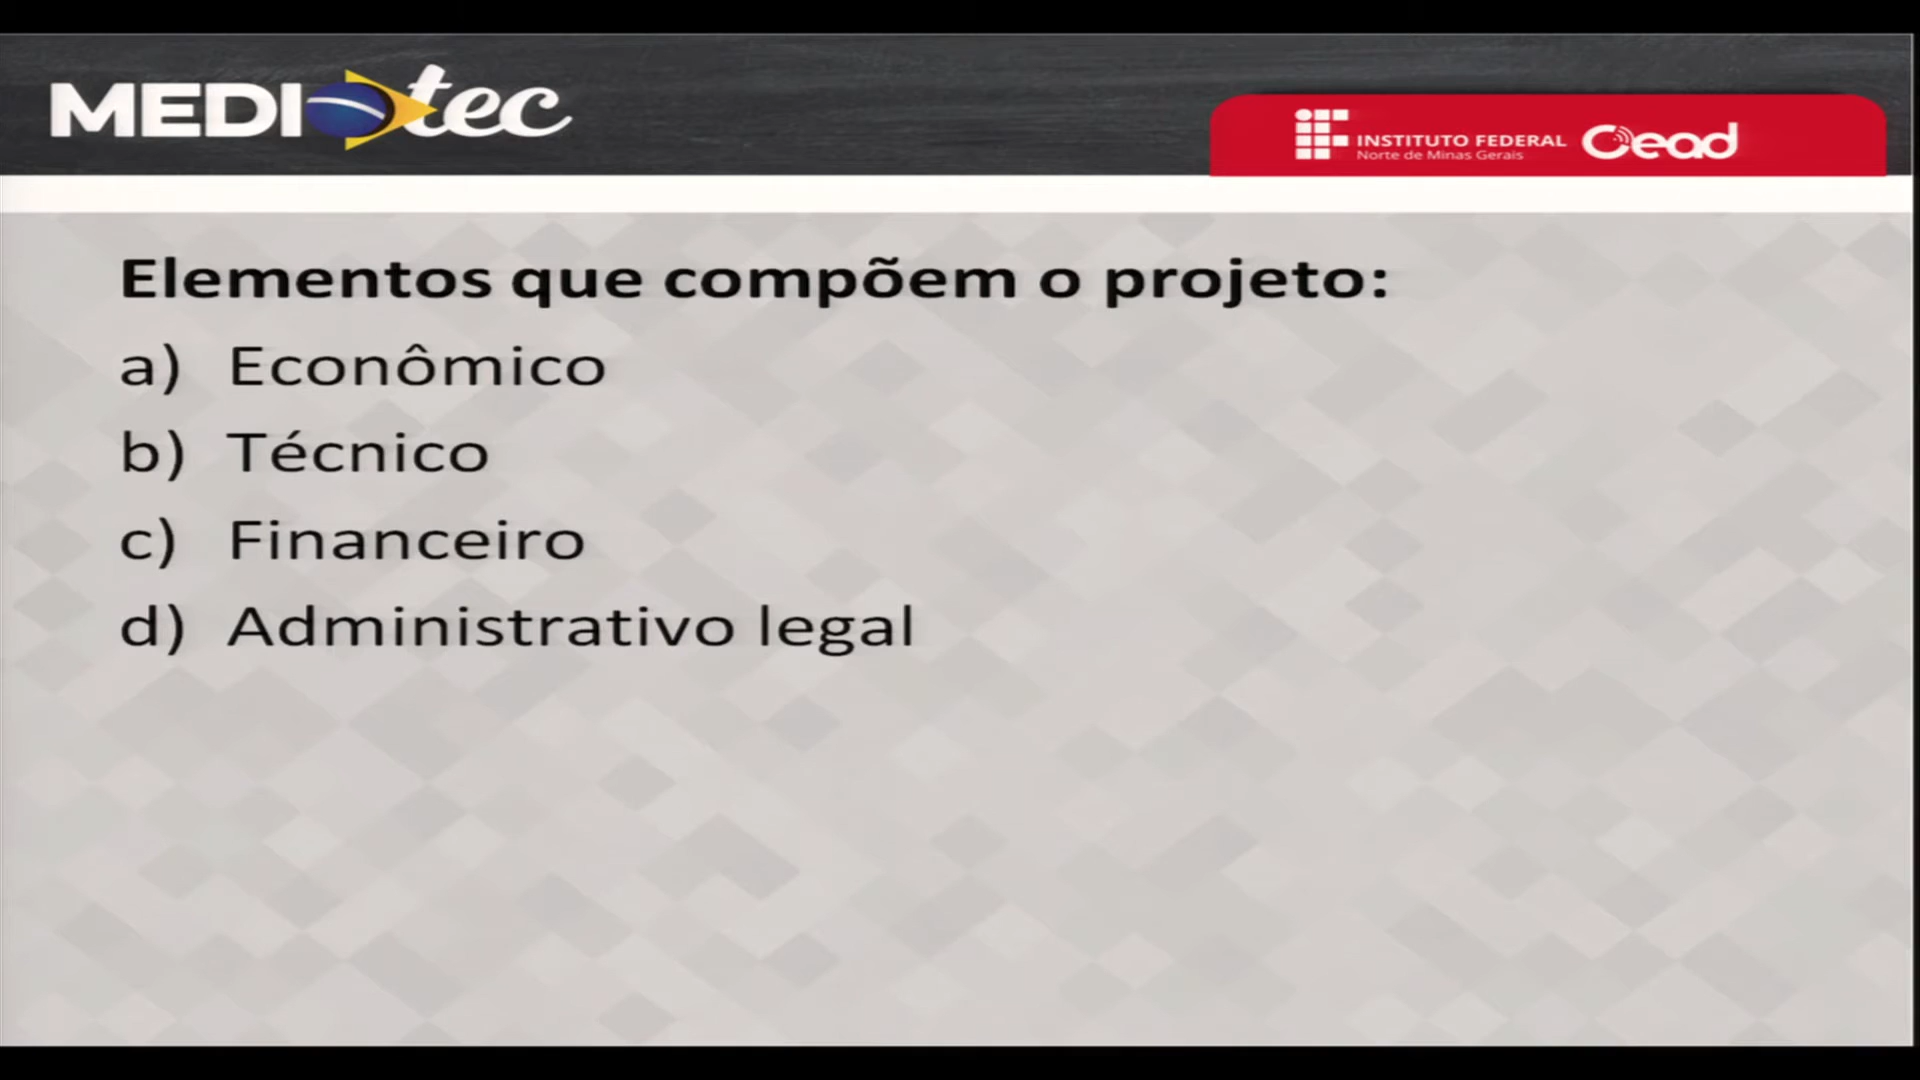 MEDIOtec
INSTITUTO FEDERAL
Norte de Minas Gerais
Cead
Elementos que compõem o projeto:
a) Econômico
b) Técnico
c) Financeiro
d) Administrativo legal